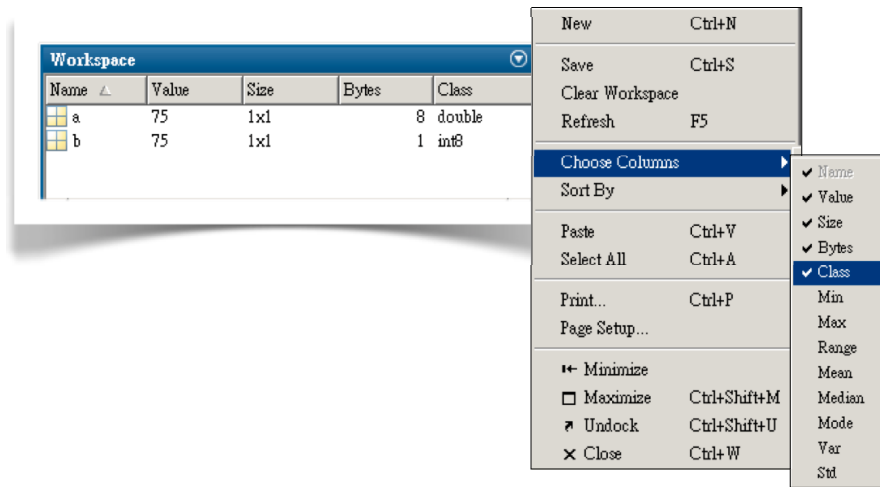 Workspace
Name Value Size Bytes Class
a 75 1x1 8 double
b 75 1x1 1 int8
New Ctrl+N
Save Ctrl+S
Clear Workspace
Refresh F5
Choose Columns
Sort By
Paste Ctrl+V
Select All Ctrl+A
Print... Ctrl+P
Page Setup...
Minimize
Maximize Ctrl+Shift+M
Undock Ctrl+Shift+U
Close Ctrl+W
Name
Value
Size
Bytes
Class
Min
Max
Range
Mean
Median
Mode
Var
Std